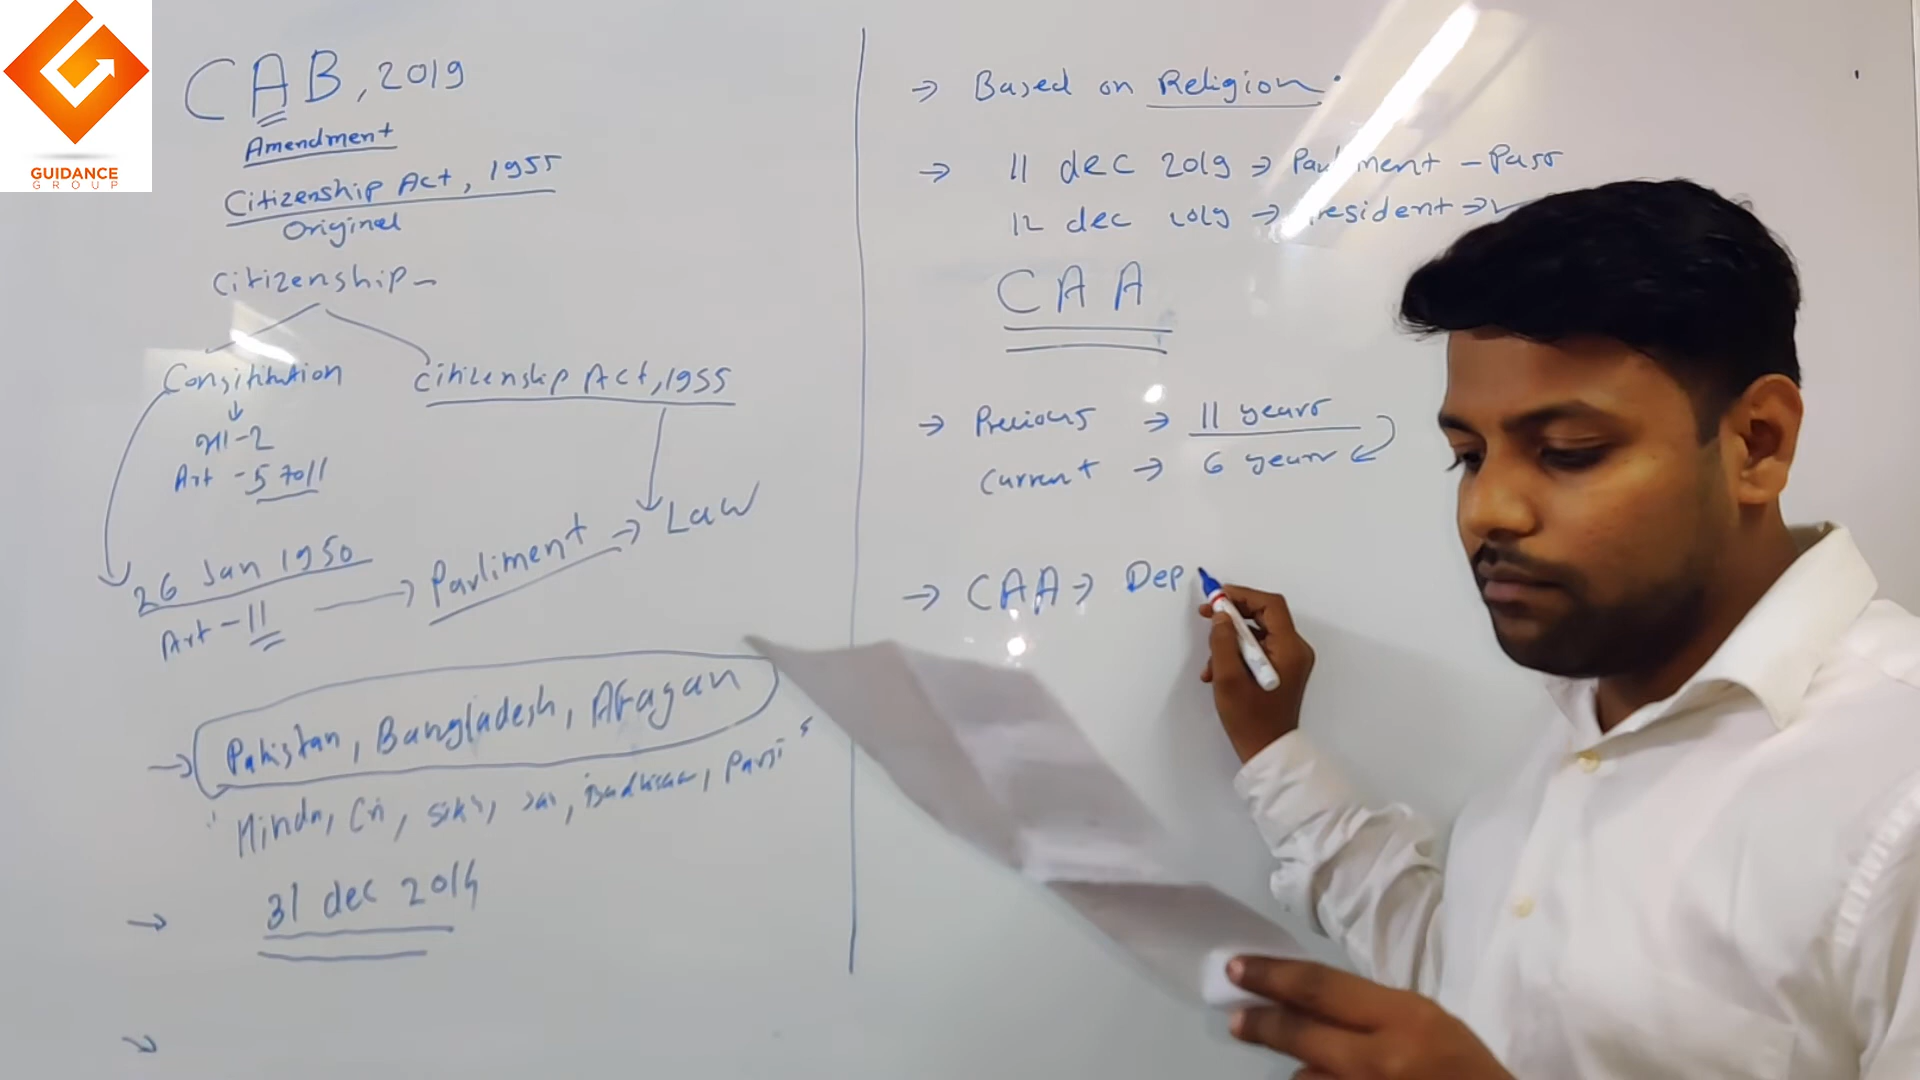 GUIDANCE
GROUP
CAB, 2019
Amendment
Citizenship Act, 1955
Original
Citizenship -
Consititution
Citizenship Act, 1955
Art - 5 to 11
26 Jan 1950
Art - 11
Parliment → Law
→ Pakistan, Bangladesh, Afagan
Hindu, Cri, Sikh, Jai, Budhism, Parsi
→ 31 dec 2014
→ Based on Religion
→ 11 dec 2019 → Parliment - Pass
12 dec 2019 → President →
CAA
→ Previous → 11 years
Current → 6 years
→ CAA → Dep